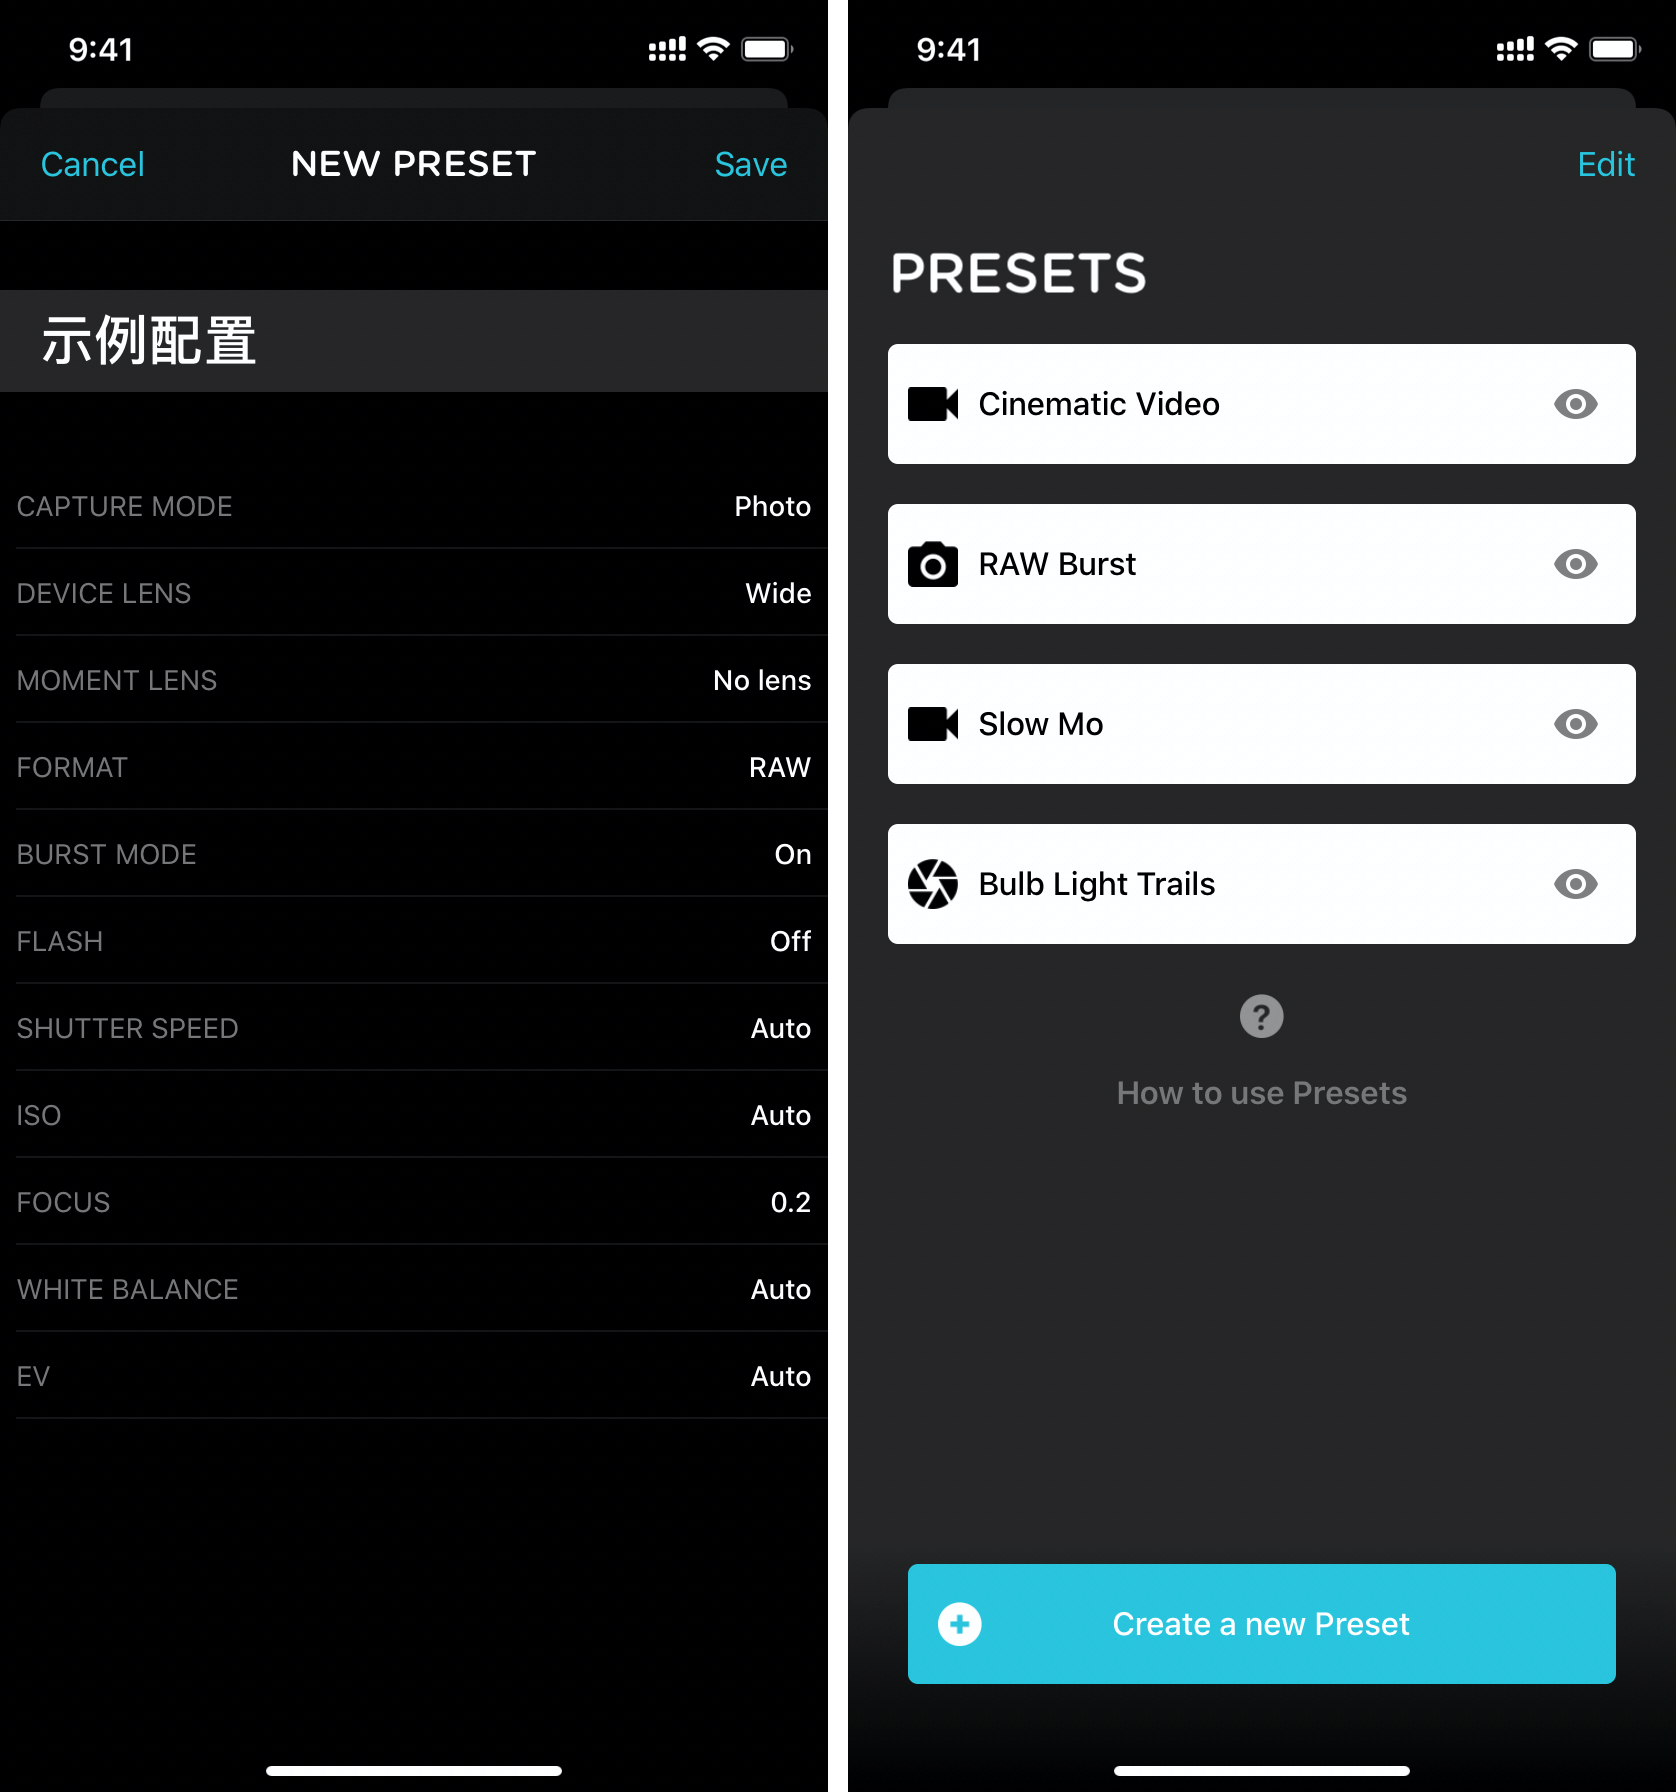 9:41
Cancel NEW PRESET Save
示例配置
CAPTURE MODE Photo
DEVICE LENS Wide
MOMENT LENS No lens
FORMAT RAW
BURST MODE On
FLASH Off
SHUTTER SPEED Auto
ISO Auto
FOCUS 0.2
WHITE BALANCE Auto
EV Auto
9:41
Edit
PRESETS
Cinematic Video
RAW Burst
Slow Mo
Bulb Light Trails
?
How to use Presets
Create a new Preset